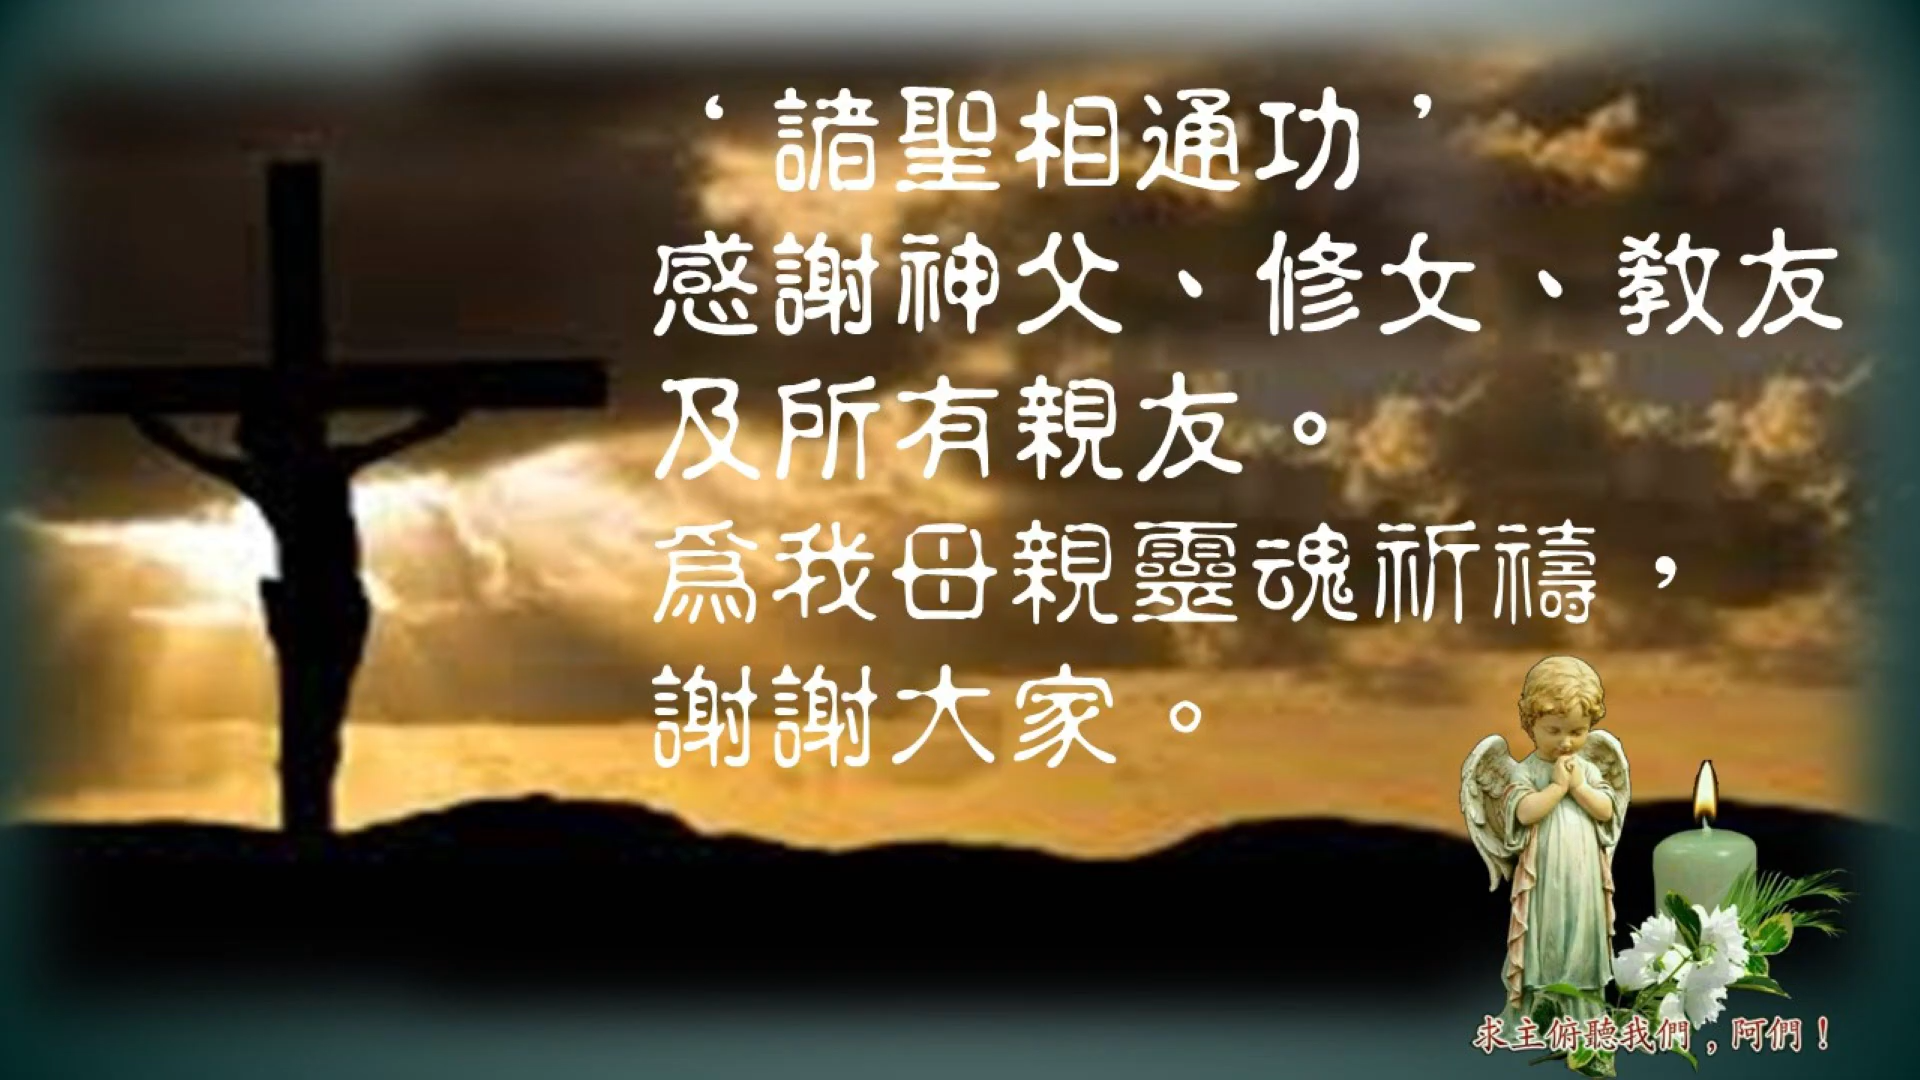 ‘諸聖相通功’
感謝神父、修女、教友
及所有親友。
為我母親靈魂祈禱，
謝謝大家。
求主俯聽我們，阿們！